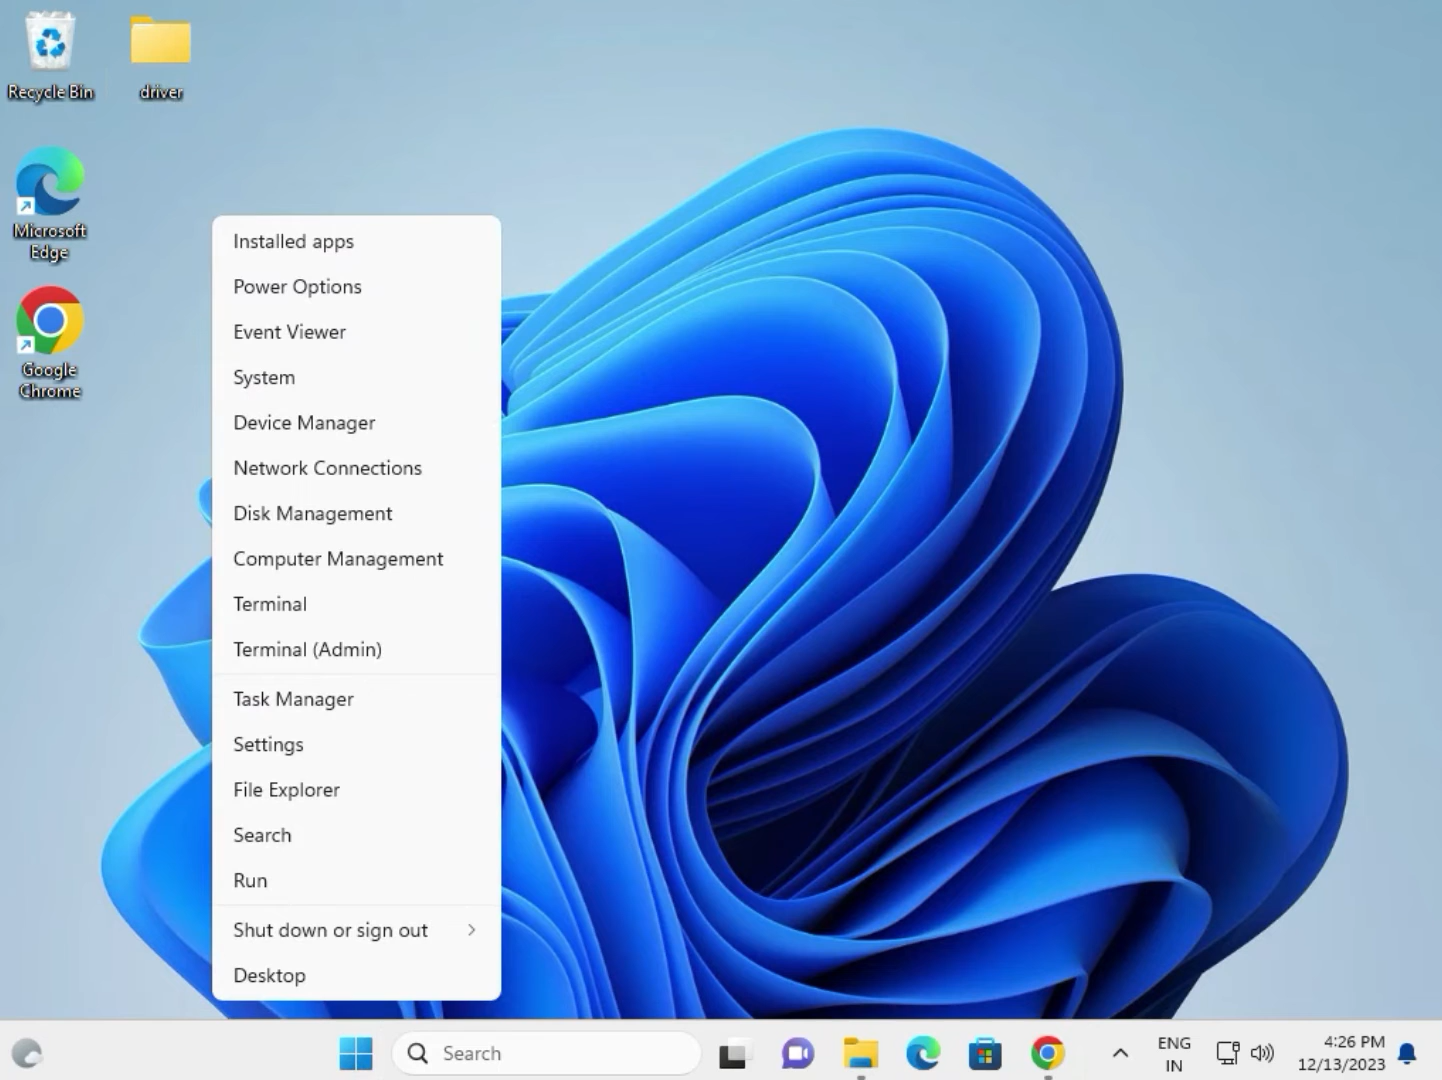 Recycle Bin
driver
Microsoft
Edge
Google
Chrome
Installed apps
Power Options
Event Viewer
System
Device Manager
Network Connections
Disk Management
Computer Management
Terminal
Terminal (Admin)
Task Manager
Settings
File Explorer
Search
Run
Shut down or sign out
Desktop
Search
ENG
IN
4:26 PM
12/13/2023